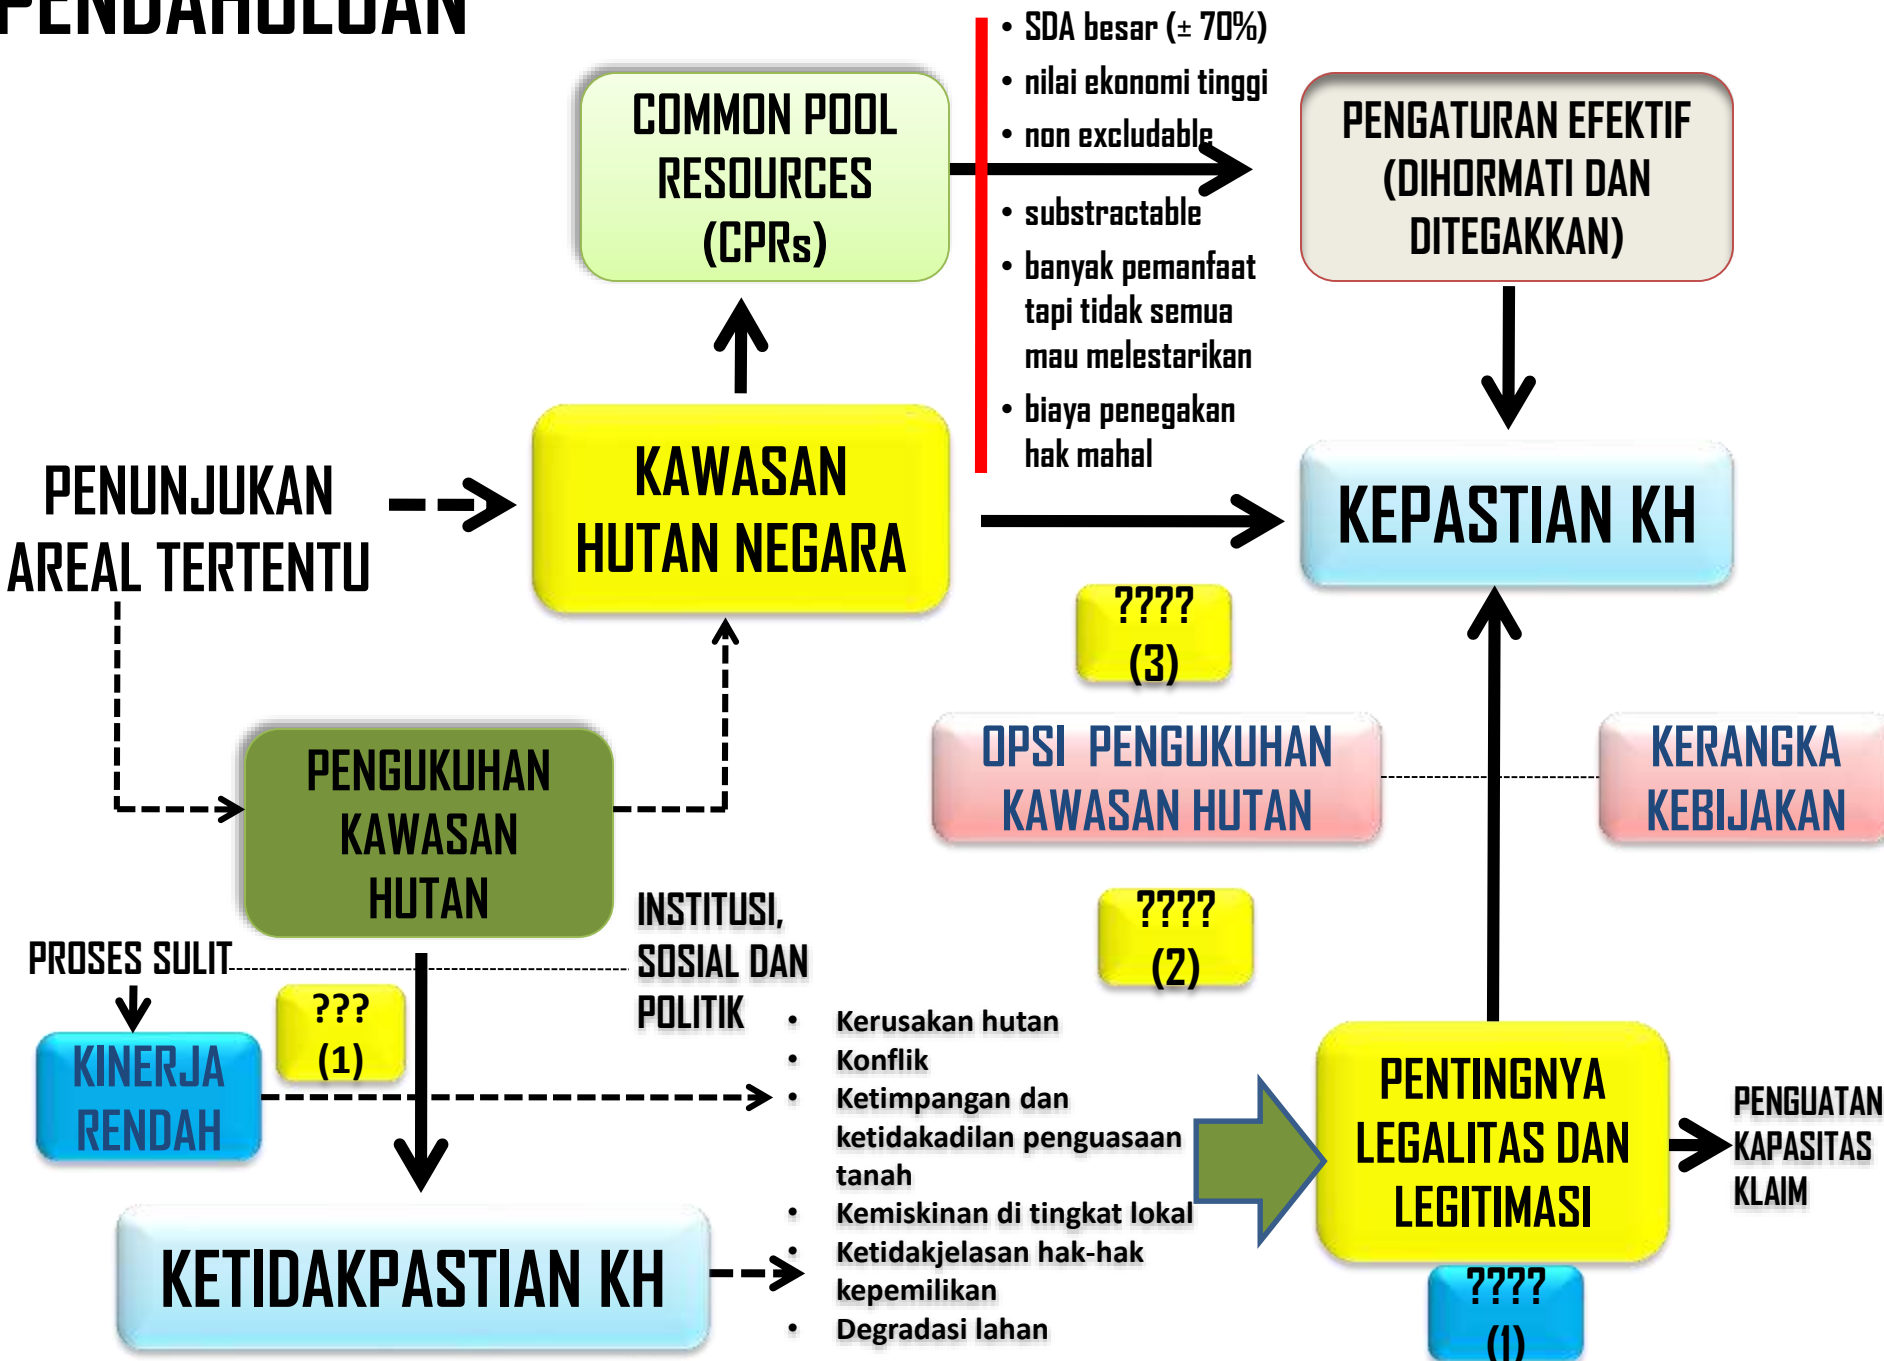 PENDAHULUAN
• SDA besar (± 70%)
• nilai ekonomi tinggi
• non excludable
• substractable
• banyak pemanfaat
tapi tidak semua
mau melestarikan
• biaya penegakan
hak mahal
COMMON POOL
RESOURCES
(CPRs)
PENGATURAN EFEKTIF
(DIHORMATI DAN
DITEGAKKAN)
PENUNJUKAN
AREAL TERTENTU
KAWASAN
HUTAN NEGARA
KEPASTIAN KH
????
(3)
OPSI PENGUKUHAN
KAWASAN HUTAN
KERANGKA
KEBIJAKAN
PENGUKUHAN
KAWASAN
HUTAN
????
(2)
PROSES SULIT
INSTITUSI,
SOSIAL DAN
POLITIK
???
(1)
KINERJA
RENDAH
• Kerusakan hutan
• Konflik
• Ketimpangan dan
ketidakadilan penguasaan
tanah
• Kemiskinan di tingkat lokal
• Ketidakjelasan hak-hak
kepemilikan
• Degradasi lahan
PENTINGNYA
LEGALITAS DAN
LEGITIMASI
PENGUATAN
KAPASITAS
KLAIM
KETIDAKPASTIAN KH
????
(1)